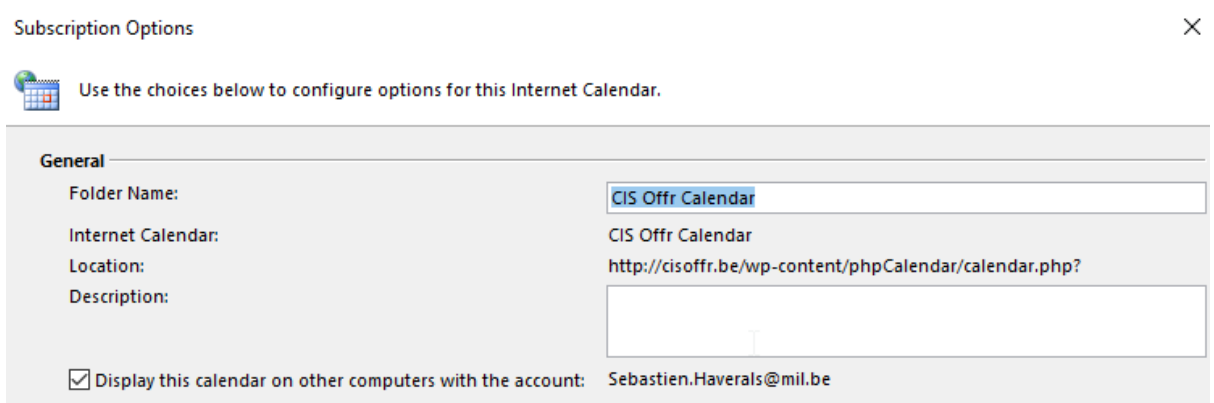 Subscription Options
Use the choices below to configure options for this Internet Calendar.
General
Folder Name: CIS Offr Calendar
Internet Calendar: CIS Offr Calendar
Location: http://cisoffr.be/wp-content/phpCalendar/calendar.php?
Description:
Display this calendar on other computers with the account: Sebastien.Haverals@mil.be